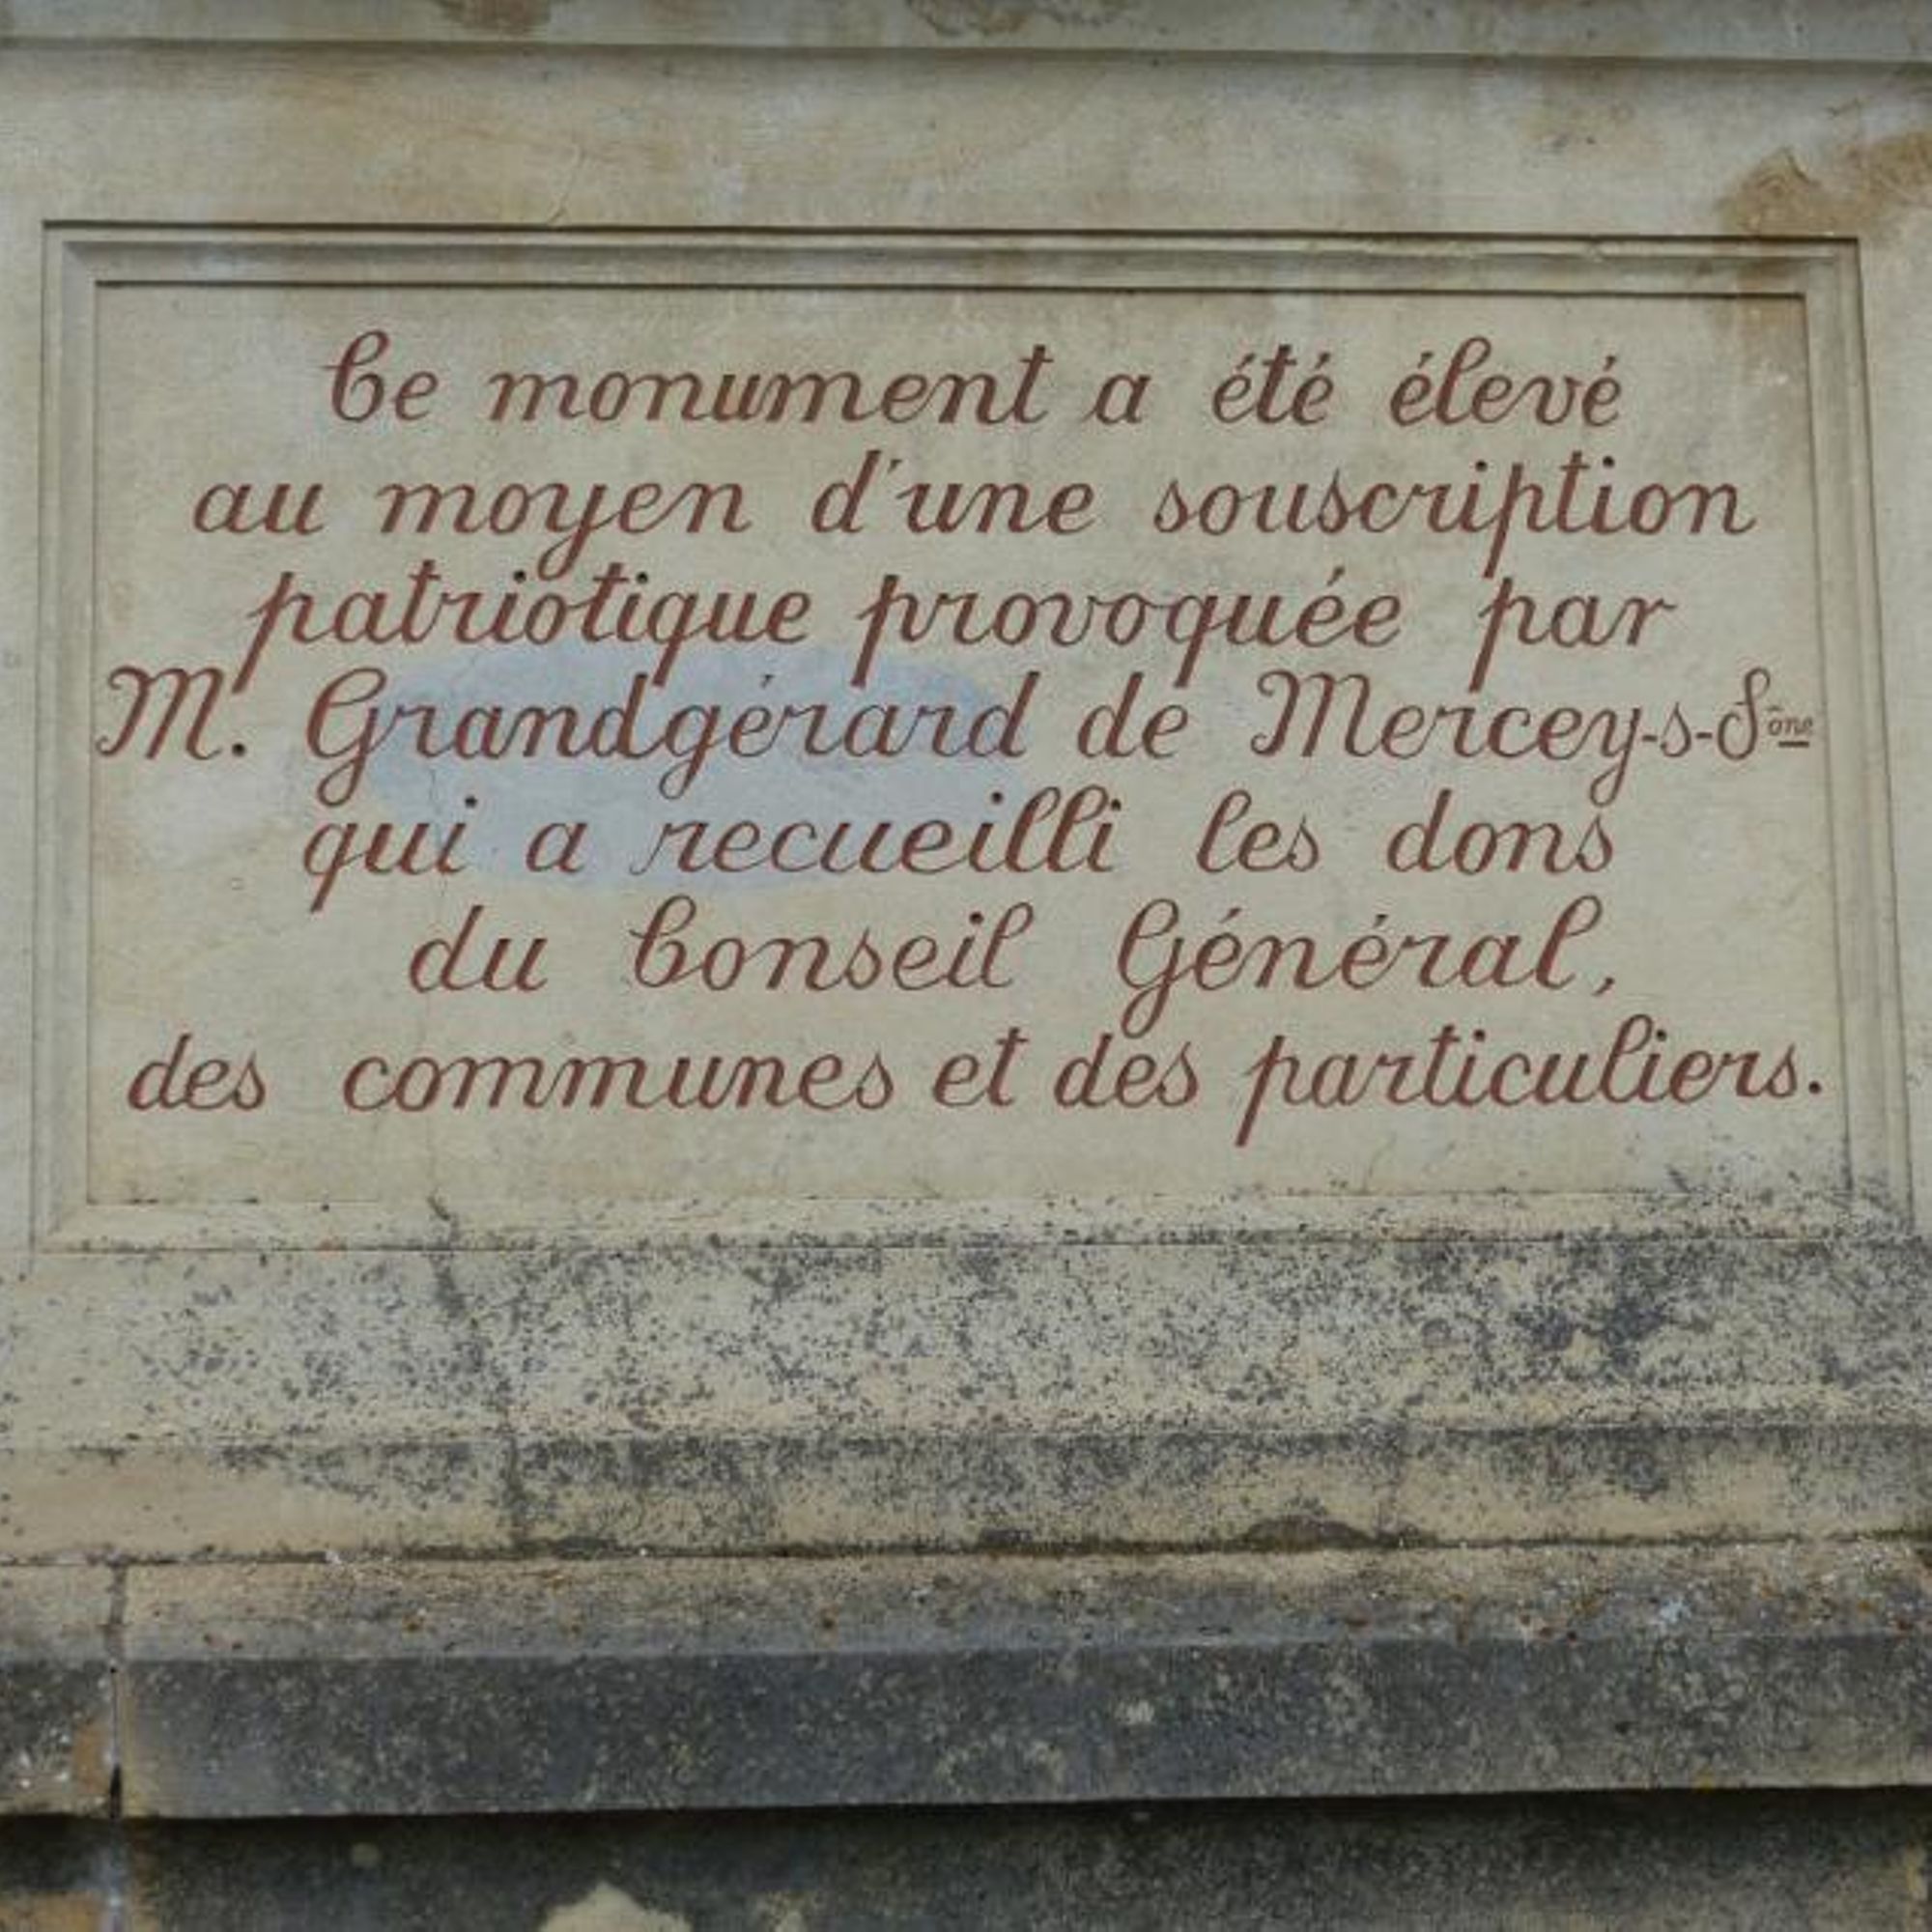 Ce monument a été élevé
au moyen d'une souscription
patriotique provoquée par
M. Grandgérard de Mercey-s-Sône
qui a recueilli les dons
du Conseil Général,
des communes et des particuliers.